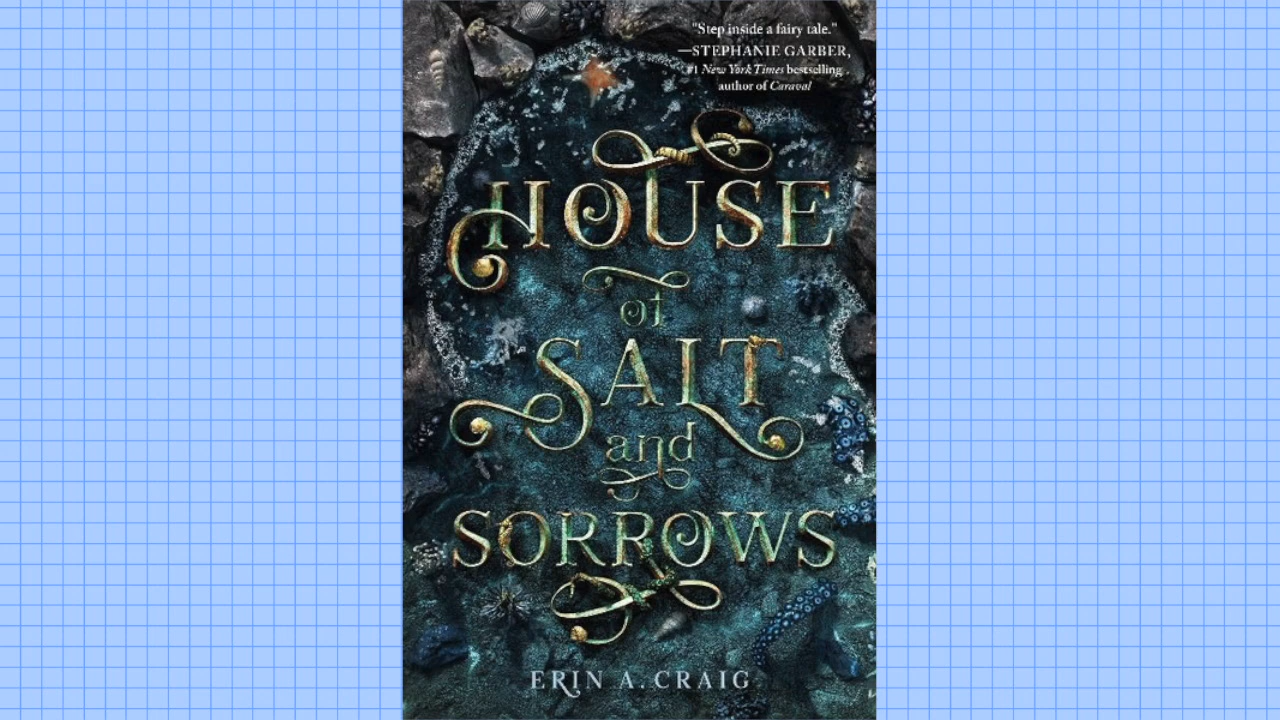 "Step inside a fairy tale."
—STEPHANIE GARBER,
#1 New York Times bestselling
author of Caraval
HOUSE
of
SALT
and
SORROWS
ERIN A. CRAIG